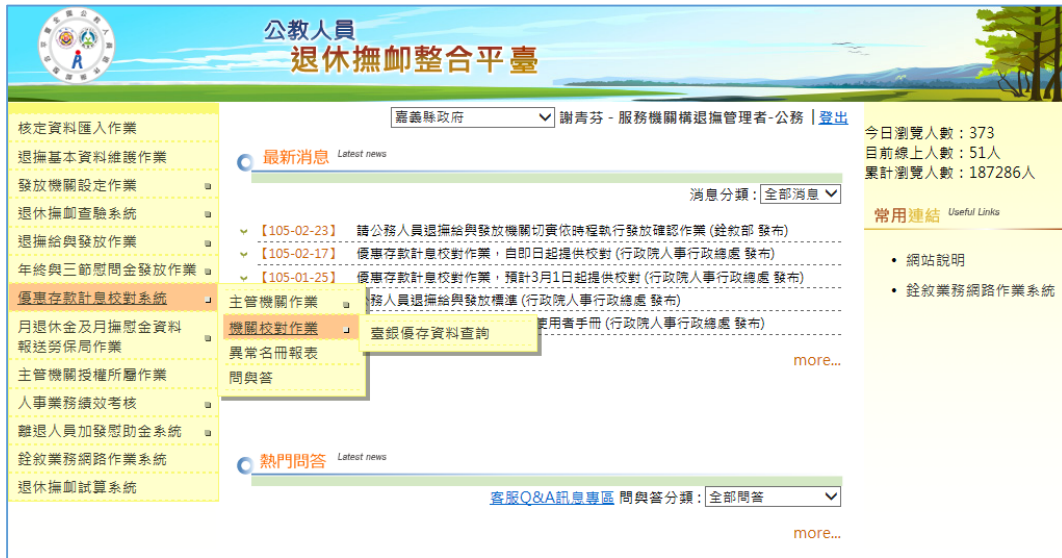 公教人員
退休撫卹整合平臺
嘉義縣政府
謝青芬 - 服務機關構退撫管理者-公務 | 登出
核定資料匯入作業
退撫基本資料維護作業
發放機關設定作業
退休撫卹查驗系統
退撫給與發放作業
年終與三節慰問金發放作業
優惠存款計息校對系統
月退休金及月撫慰金資料
報送勞保局作業
主管機關授權所屬作業
人事業務績效考核
離退人員加發慰助金系統
銓敘業務網路作業系統
退休撫卹試算系統
主管機關作業
機關校對作業
異常名冊報表
問與答
臺銀優存資料查詢
最新消息 Latest news
消息分類：全部消息
【105-02-23】 請公務人員退撫給與發放機關切實依時程執行發放確認作業 (銓敘部 發布)
【105-02-17】 優惠存款計息校對作業，自即日起提供校對 (行政院人事行政總處 發布)
【105-01-25】 優惠存款計息校對作業，預計3月1日起提供校對 (行政院人事行政總處 發布)
務人員退撫給與發放標準 (行政院人事行政總處 發布)
使用者手冊 (行政院人事行政總處 發布)
more...
熱門問答 Latest news
客服Q&A訊息專區 問與答分類：全部問答
more...
今日瀏覽人數：373
目前線上人數：51人
累計瀏覽人數：187286人
常用連結 Useful Links
• 網站說明
• 銓敘業務網路作業系統